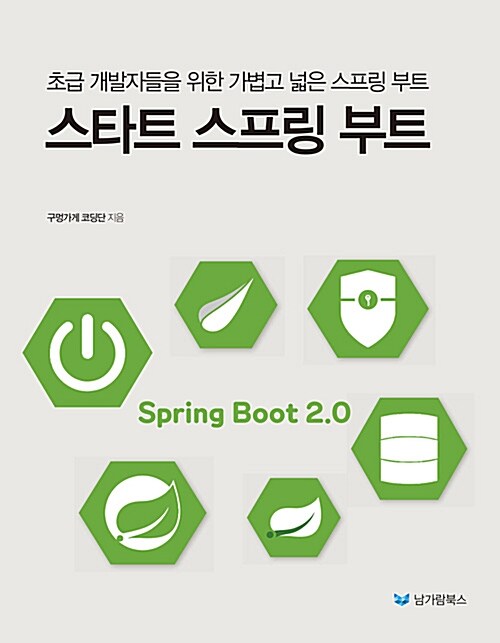 초급 개발자들을 위한 가볍고 넓은 스프링 부트
스타트 스프링 부트
구멍가게 코딩단 지음
Spring Boot 2.0
남가람북스